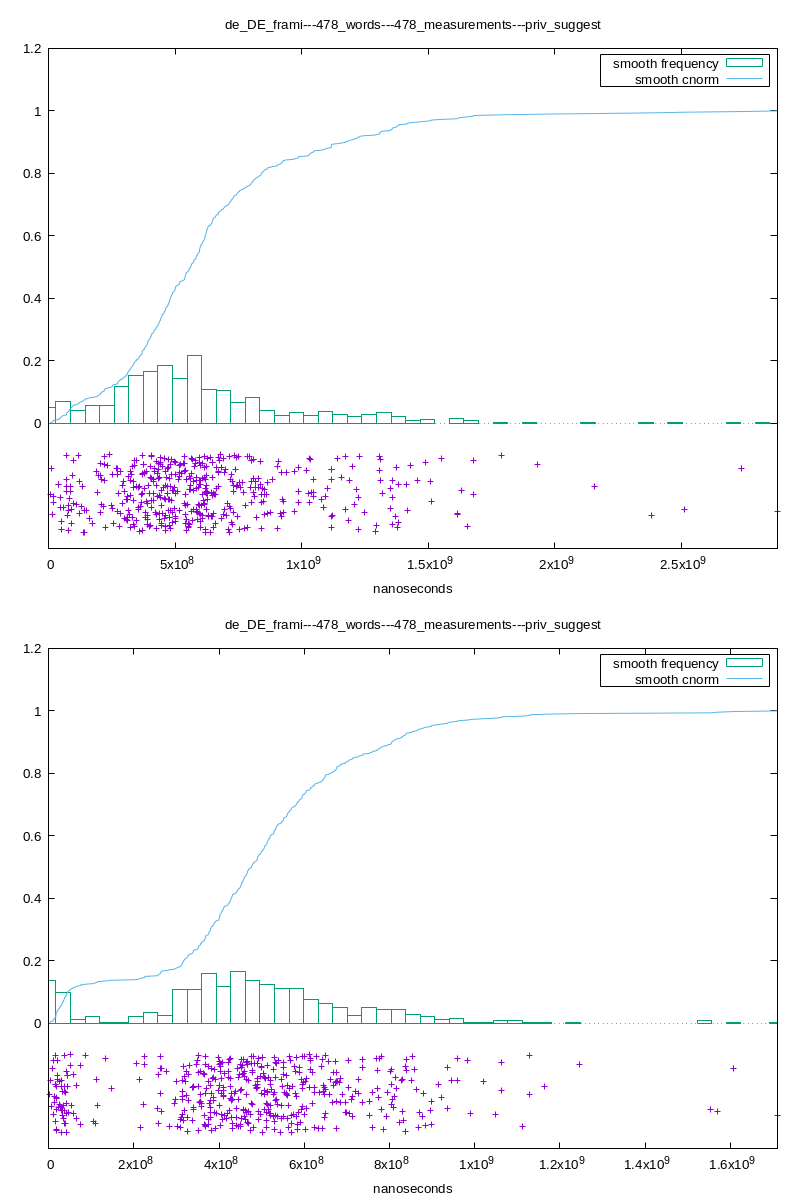 de_DE_frami---478_words---478_measurements---priv_suggest
1.2
smooth frequency
smooth cnorm
1
0.8
0.6
0.4
0.2
0
0 5x10⁸ 1x10⁹ 1.5x10⁹ 2x10⁹ 2.5x10⁹
nanoseconds
de_DE_frami---478_words---478_measurements---priv_suggest
1.2
smooth frequency
smooth cnorm
1
0.8
0.6
0.4
0.2
0
0 2x10⁸ 4x10⁸ 6x10⁸ 8x10⁸ 1x10⁹ 1.2x10⁹ 1.4x10⁹ 1.6x10⁹
nanoseconds